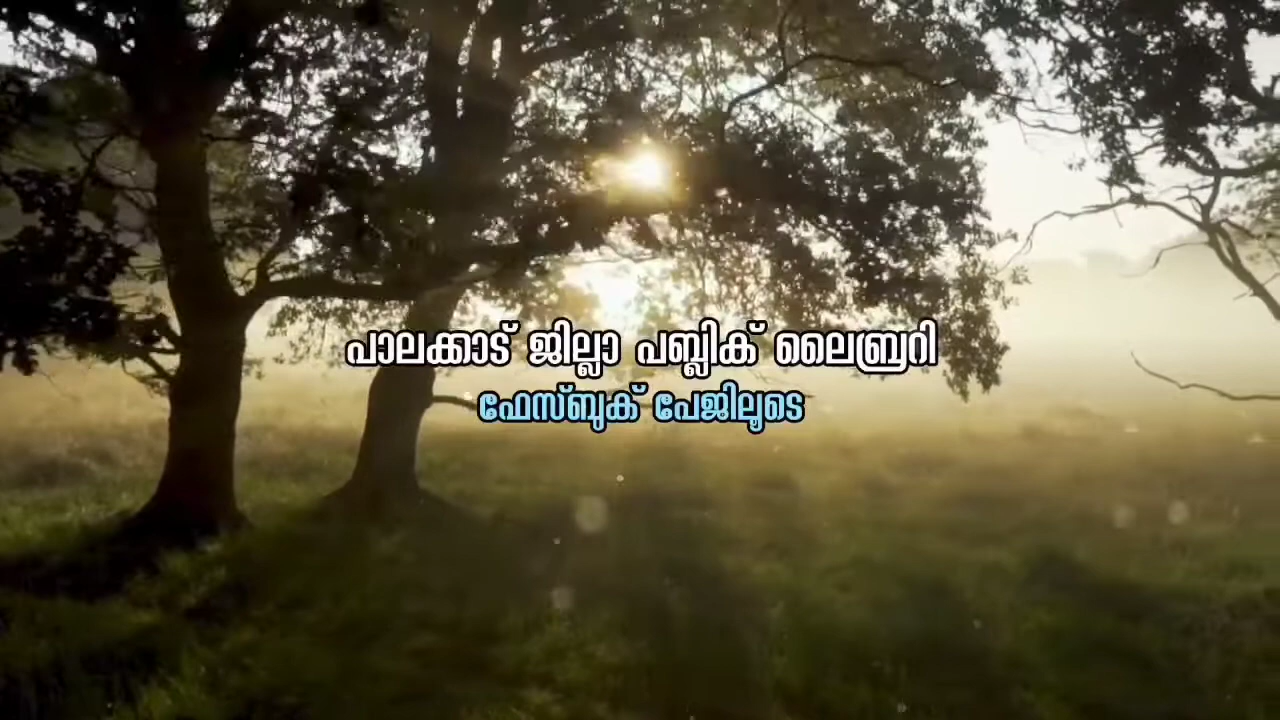 പാലക്കാട് ജില്ലാ പബ്ലിക് ലൈബ്രറി
ഫേസ്ബുക് പേജിലൂടെ